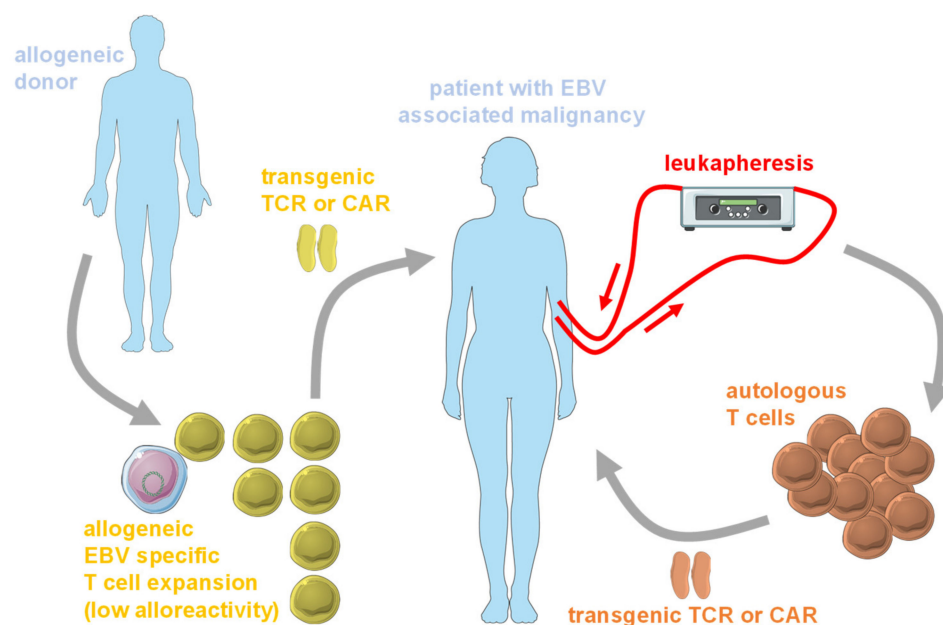 allogeneic
donor
patient with EBV
associated malignancy
leukapheresis
transgenic
TCR or CAR
autologous
T cells
allogeneic
EBV specific
T cell expansion
(low alloreactivity)
transgenic TCR or CAR